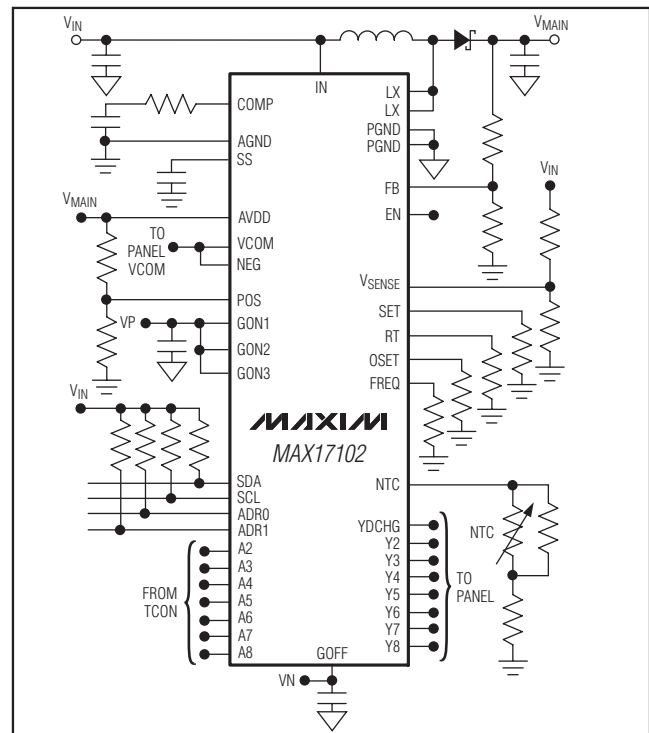 VIN
VMAIN
IN
COMP
AGND
SS
LX
LX
PGND
PGND
VIN
FB
EN
VMAIN
AVDD
TO
PANEL
VCOM
VCOM
NEG
VSENSE
POS
SET
VP
GON1
RT
GON2
OSET
GON3
FREQ
VIN
MAXIM
MAX17102
SDA
SCL
ADR0
ADR1
NTC
NTC
FROM
TCON
A2
A3
A4
A5
A6
A7
A8
YDCHG
Y2
Y3
Y4
Y5
Y6
Y7
Y8
TO
PANEL
GOFF
VN